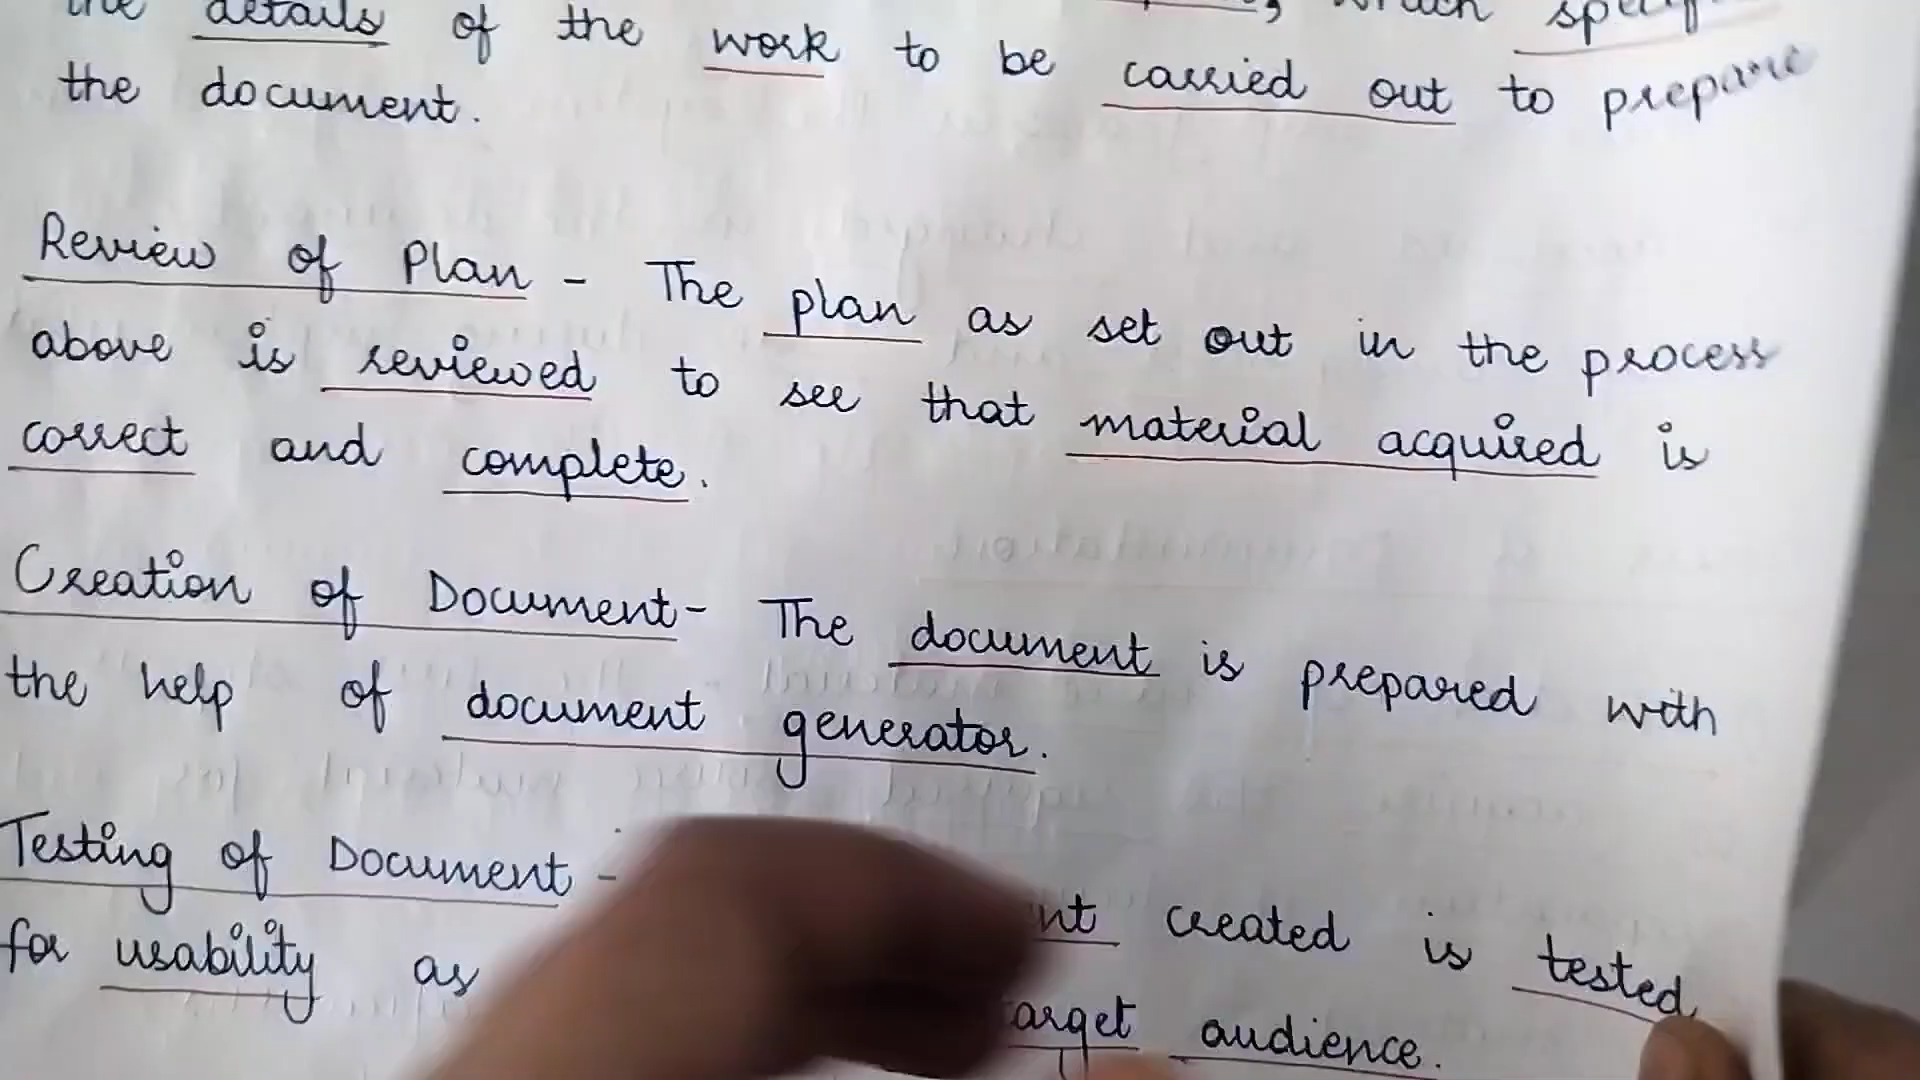 the details of the work to be carried out to prepare
the document.
Review of Plan - The plan as set out in the process
above is reviewed to see that material acquired is
correct and complete.
Creation of Document- The document is prepared with
the help of document generator.
Testing of Document - created is tested
for usability as audience.